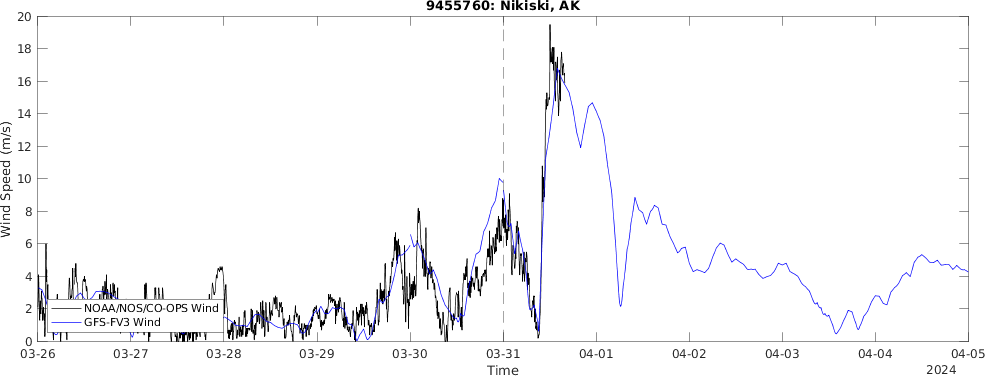 9455760: Nikiski, AK
20
18
16
14
12
10
8
6
4
2
0
Wind Speed (m/s)
NOAA/NOS/CO-OPS Wind
GFS-FV3 Wind
03-26 03-27 03-28 03-29 03-30 03-31 04-01 04-02 04-03 04-04 04-05
Time
2024